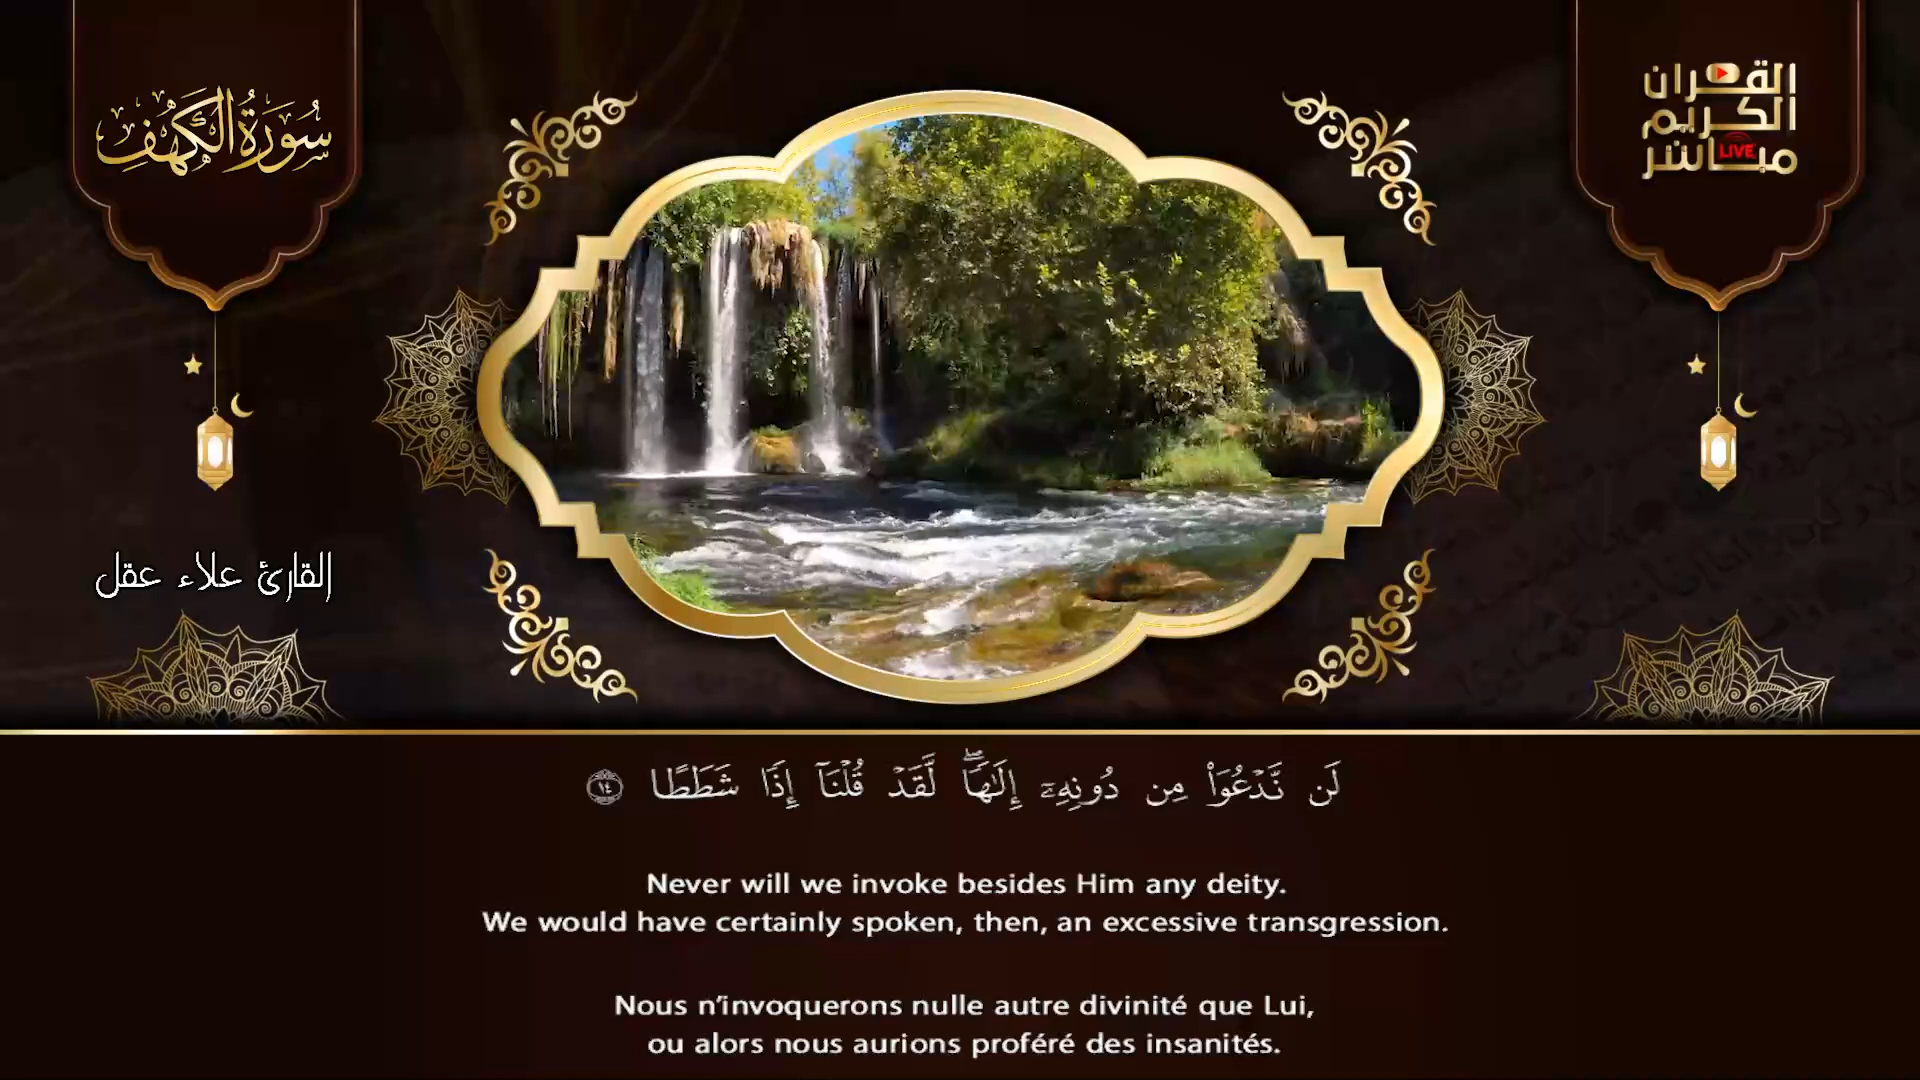 سُورَةُ الكَهْفِ
القرآن
الكريم
مباشر
LIVE
القارئ علاء عقل
لَن نَّدْعُوَا۟ مِن دُونِهِۦٓ إِلَـٰهًا ۖ لَّقَدْ قُلْنَآ إِذًا شَطَطًا ١٤
Never will we invoke besides Him any deity.
We would have certainly spoken, then, an excessive transgression.
Nous n’invoquerons nulle autre divinité que Lui,
ou alors nous aurions proféré des insanités.